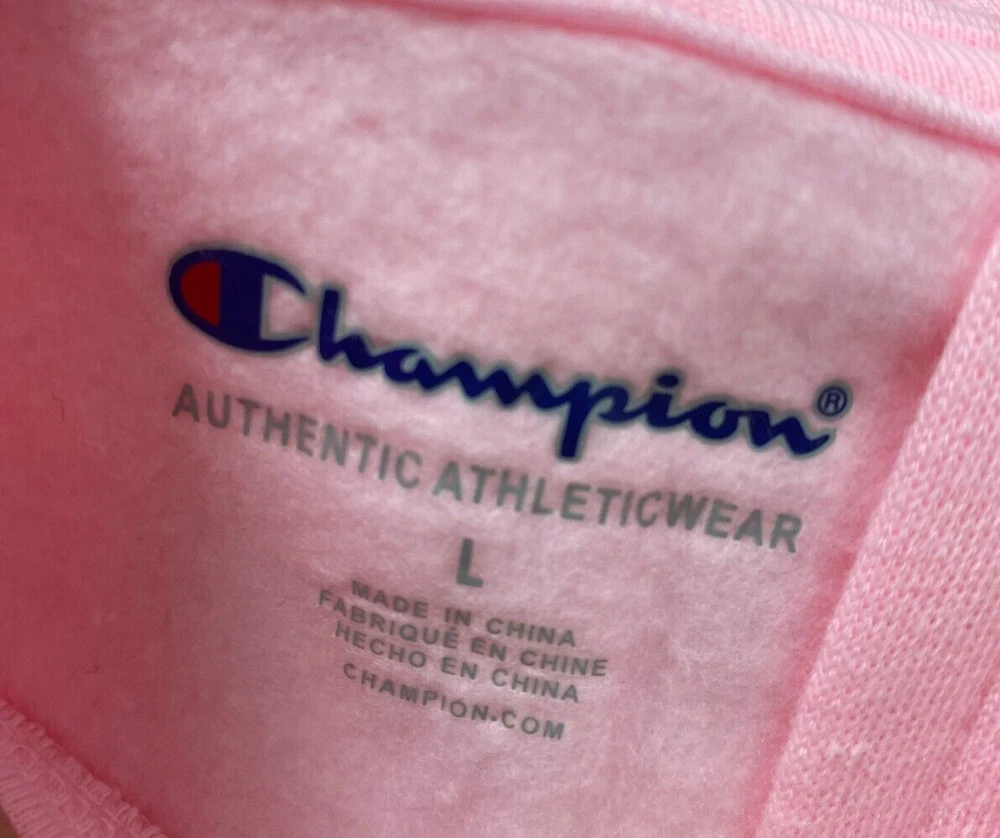 Champion®
AUTHENTIC ATHLETICWEAR
L
MADE IN CHINA
FABRIQUÉ EN CHINE
HECHO EN CHINA
CHAMPION.COM